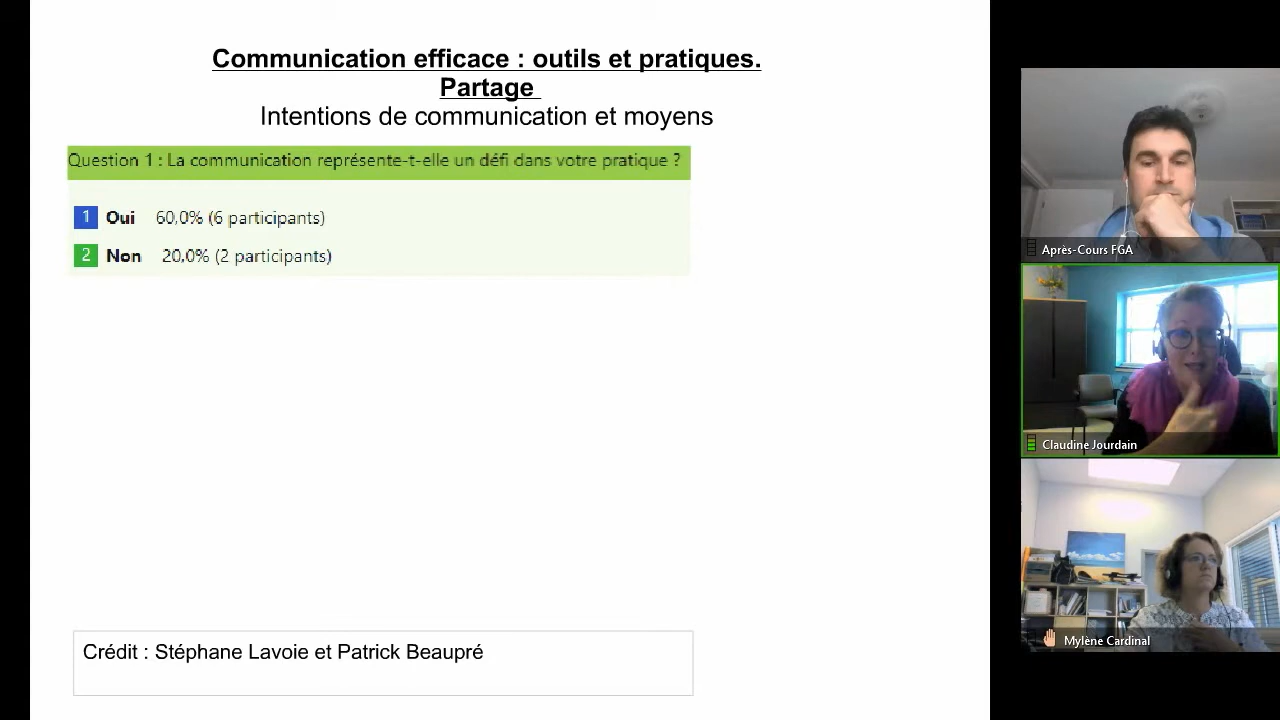 Communication efficace : outils et pratiques.
Partage
Intentions de communication et moyens
Question 1 : La communication représente-t-elle un défi dans votre pratique ?
1 Oui 60,0% (6 participants)
2 Non 20,0% (2 participants)
Crédit : Stéphane Lavoie et Patrick Beaupré
Après-Cours FGA
Claudine Jourdain
Mylène Cardinal